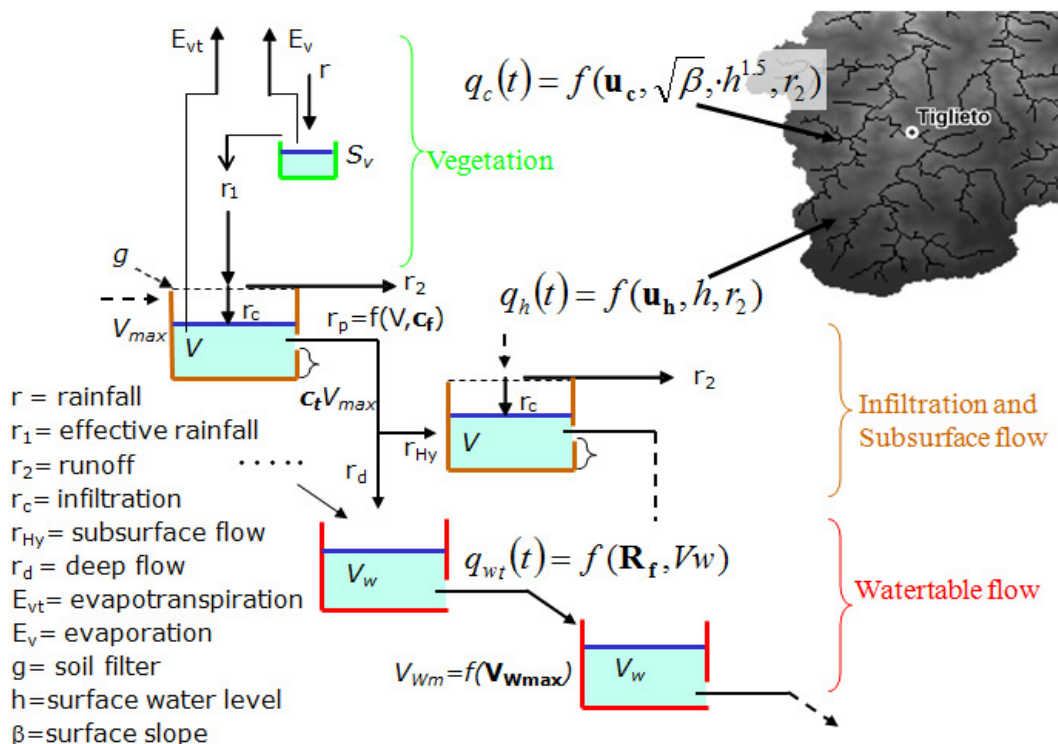 E_vt
E_v
r
S_v
r_1
Vegetation
q_c(t) = f(u_c, √β,·h^1.5, r_2)
Tiglieto
g
r_2
q_h(t) = f(u_h, h, r_2)
V_max
r_c
r_p=f(V,c_f)
V
c_tV_max
r_2
r_c
V
r_Hy
r_d
Infiltration and
Subsurface flow
r = rainfall
r_1= effective rainfall
r_2= runoff
r_c= infiltration
r_Hy= subsurface flow
r_d = deep flow
E_vt= evapotranspiration
E_v= evaporation
g= soil filter
h=surface water level
β=surface slope
V_w
q_wt(t) = f(R_f, Vw)
Watertable flow
V_Wm=f(V_Wmax)
V_w